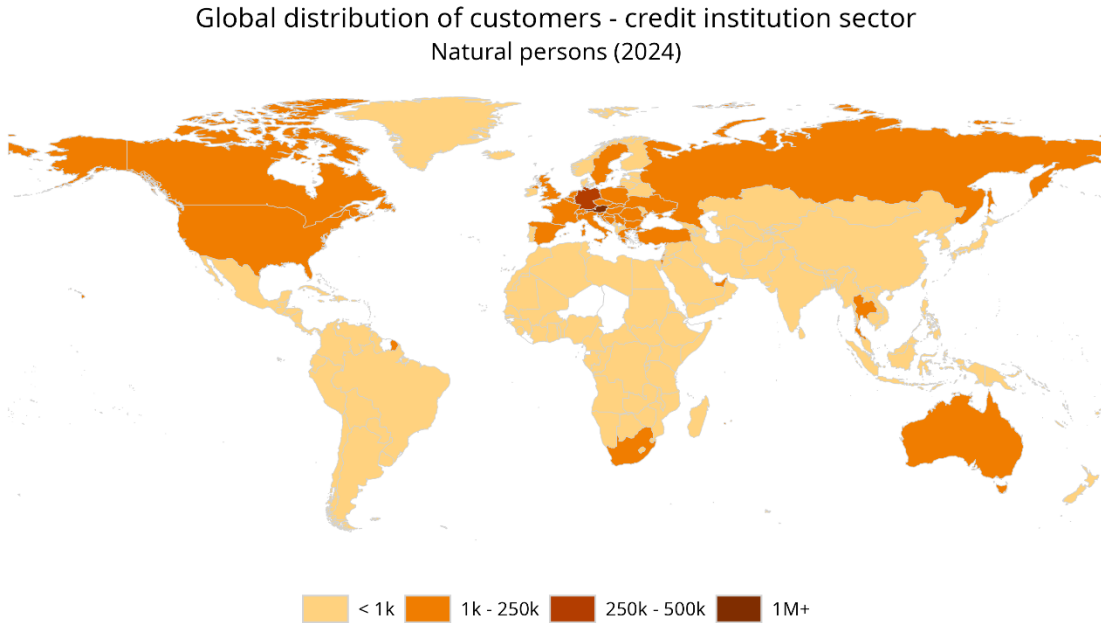 Global distribution of customers - credit institution sector
Natural persons (2024)
< 1k 1k - 250k 250k - 500k 1M+